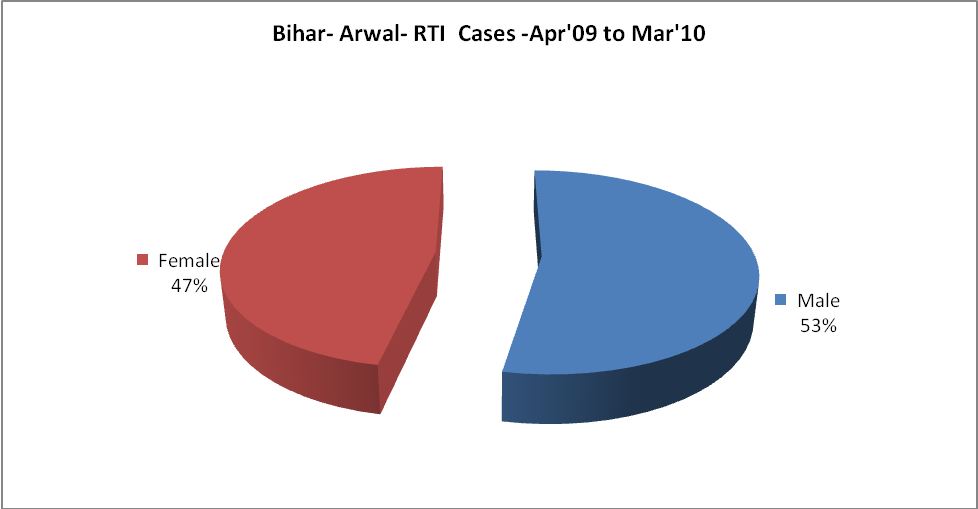 Bihar- Arwal- RTI  Cases -Apr'09 to Mar'10
Female
47%
Male
53%